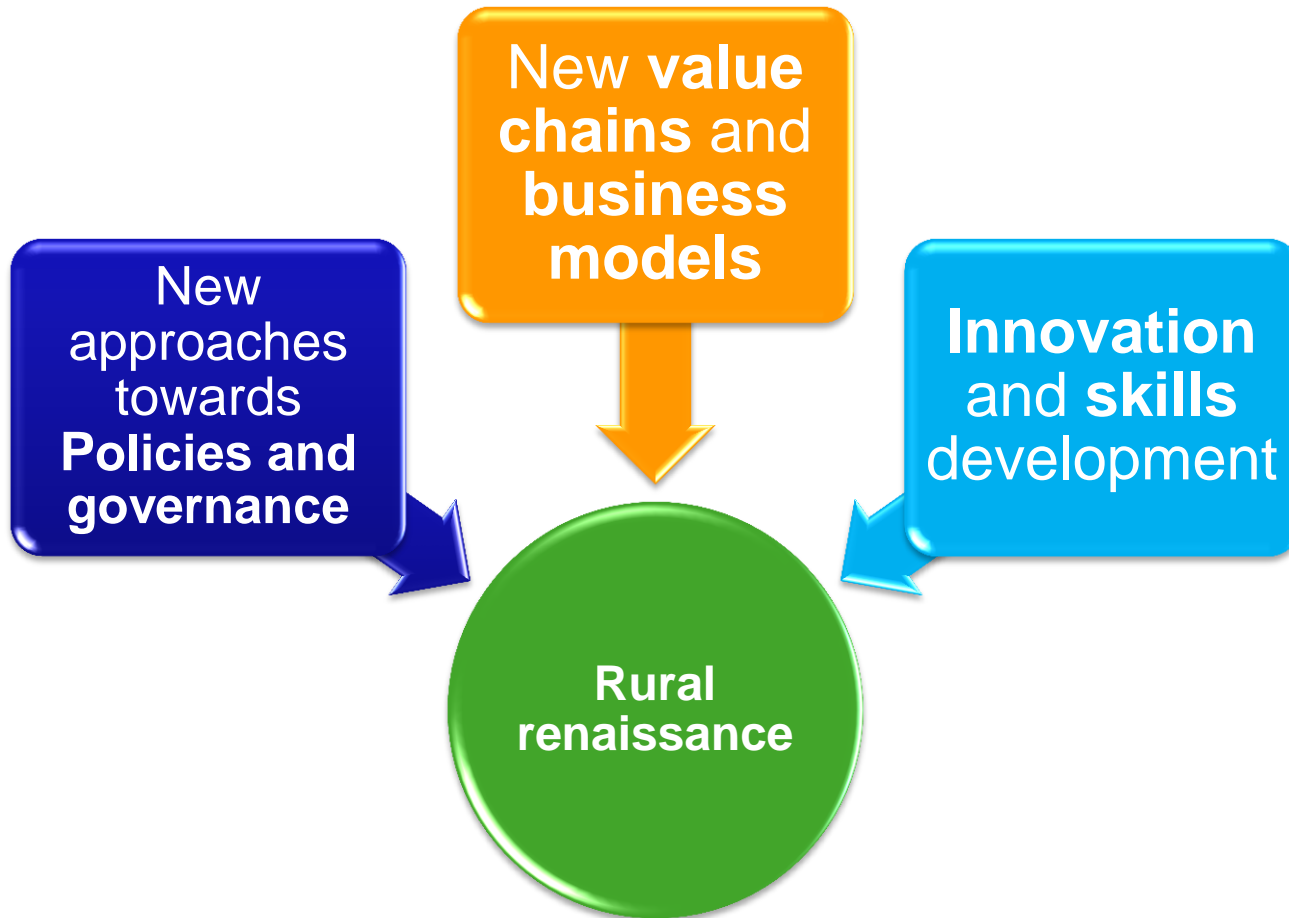 New value
chains and
business
models
New
approaches
towards
Policies and
governance
Innovation
and skills
development
Rural
renaissance